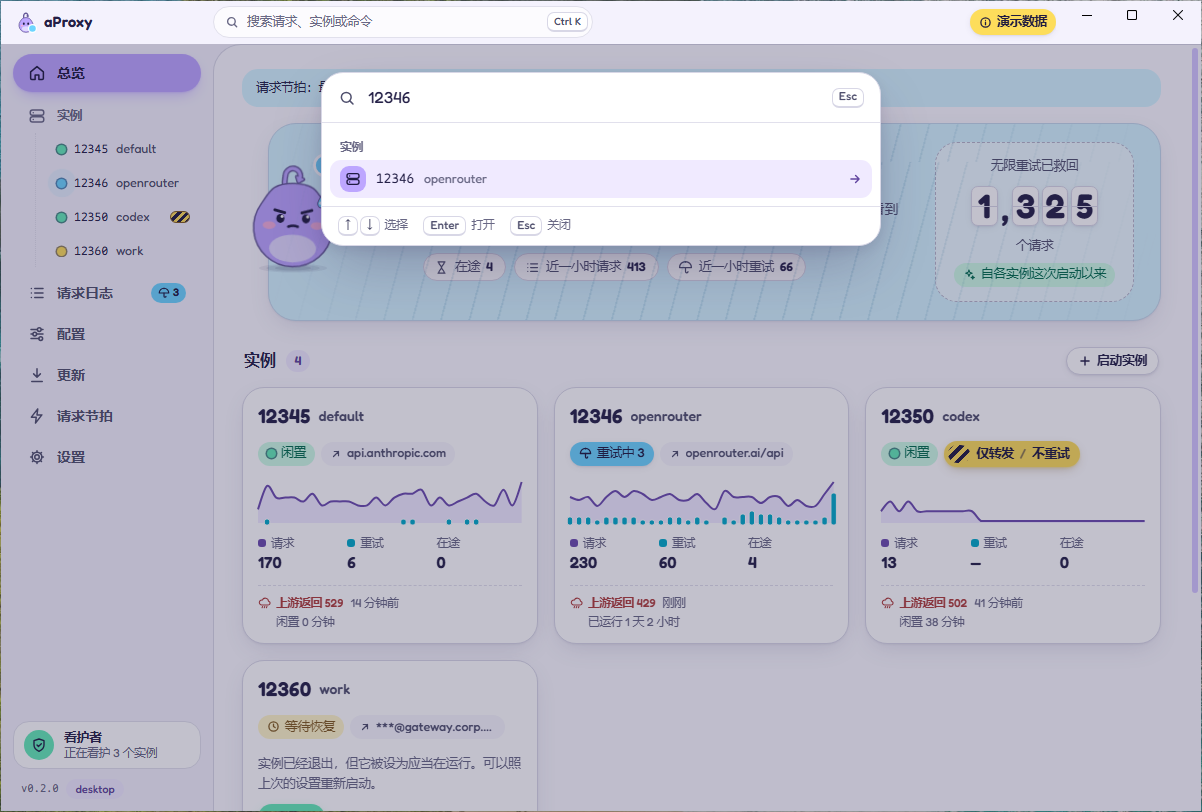 aProxy
搜索请求、实例或命令
Ctrl K
演示数据
总览
实例
12345 default
12346 openrouter
12350 codex
12360 work
请求日志
3
配置
更新
请求节拍
设置
看护者
正在看护 3 个实例
v0.2.0 desktop
请求节拍：
12346
Esc
实例
12346 openrouter
↑ ↓ 选择 Enter 打开 Esc 关闭
到
在途 4
近一小时请求 413
近一小时重试 66
无限重试已救回
1,325
个请求
自各实例这次启动以来
实例 4
启动实例
12345 default
闲置
api.anthropic.com
请求 重试 在途
170 6 0
上游返回 529 14 分钟前
闲置 0 分钟
12346 openrouter
重试中 3
openrouter.ai/api
请求 重试 在途
230 60 4
上游返回 429 刚刚
已运行 1 天 2 小时
12350 codex
闲置
仅转发 / 不重试
请求 重试 在途
13 – 0
上游返回 502 41 分钟前
闲置 38 分钟
12360 work
等待恢复
***@gateway.corp....
实例已经退出，但它被设为应当在运行。可以照
上次的设置重新启动。